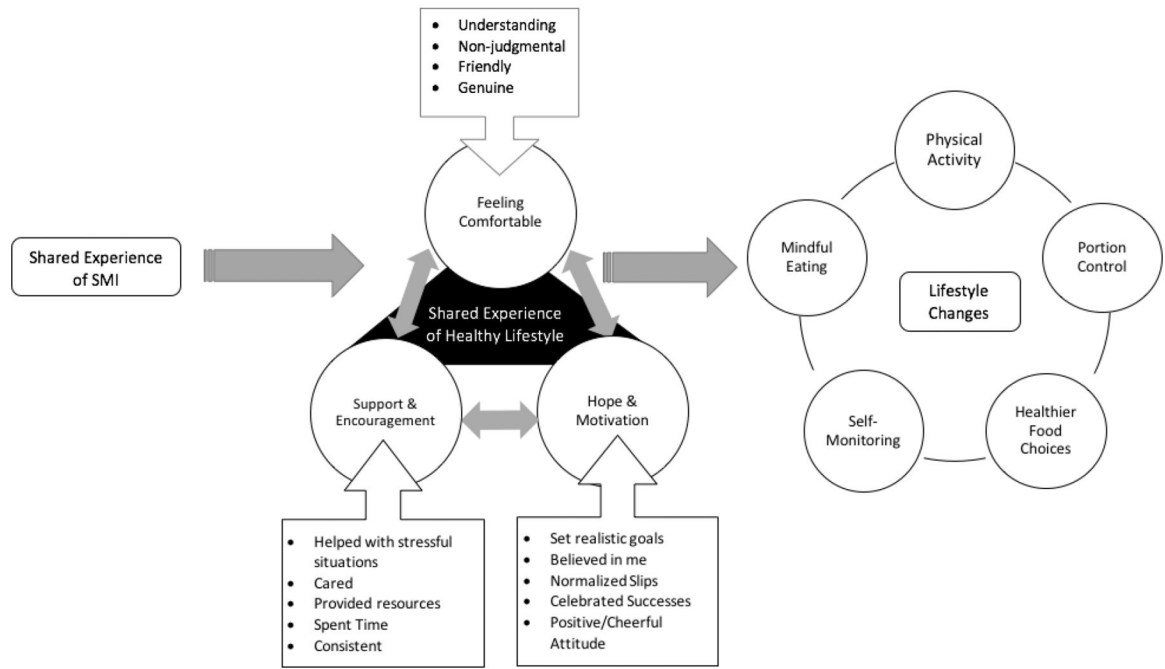 • Understanding
• Non-judgmental
• Friendly
• Genuine
Feeling
Comfortable
Shared Experience
of SMI
Shared Experience
of Healthy Lifestyle
Support &
Encouragement
Hope &
Motivation
• Helped with stressful
situations
• Cared
• Provided resources
• Spent Time
• Consistent
• Set realistic goals
• Believed in me
• Normalized Slips
• Celebrated Successes
• Positive/Cheerful
Attitude
Physical
Activity
Mindful
Eating
Portion
Control
Lifestyle
Changes
Self-
Monitoring
Healthier
Food
Choices